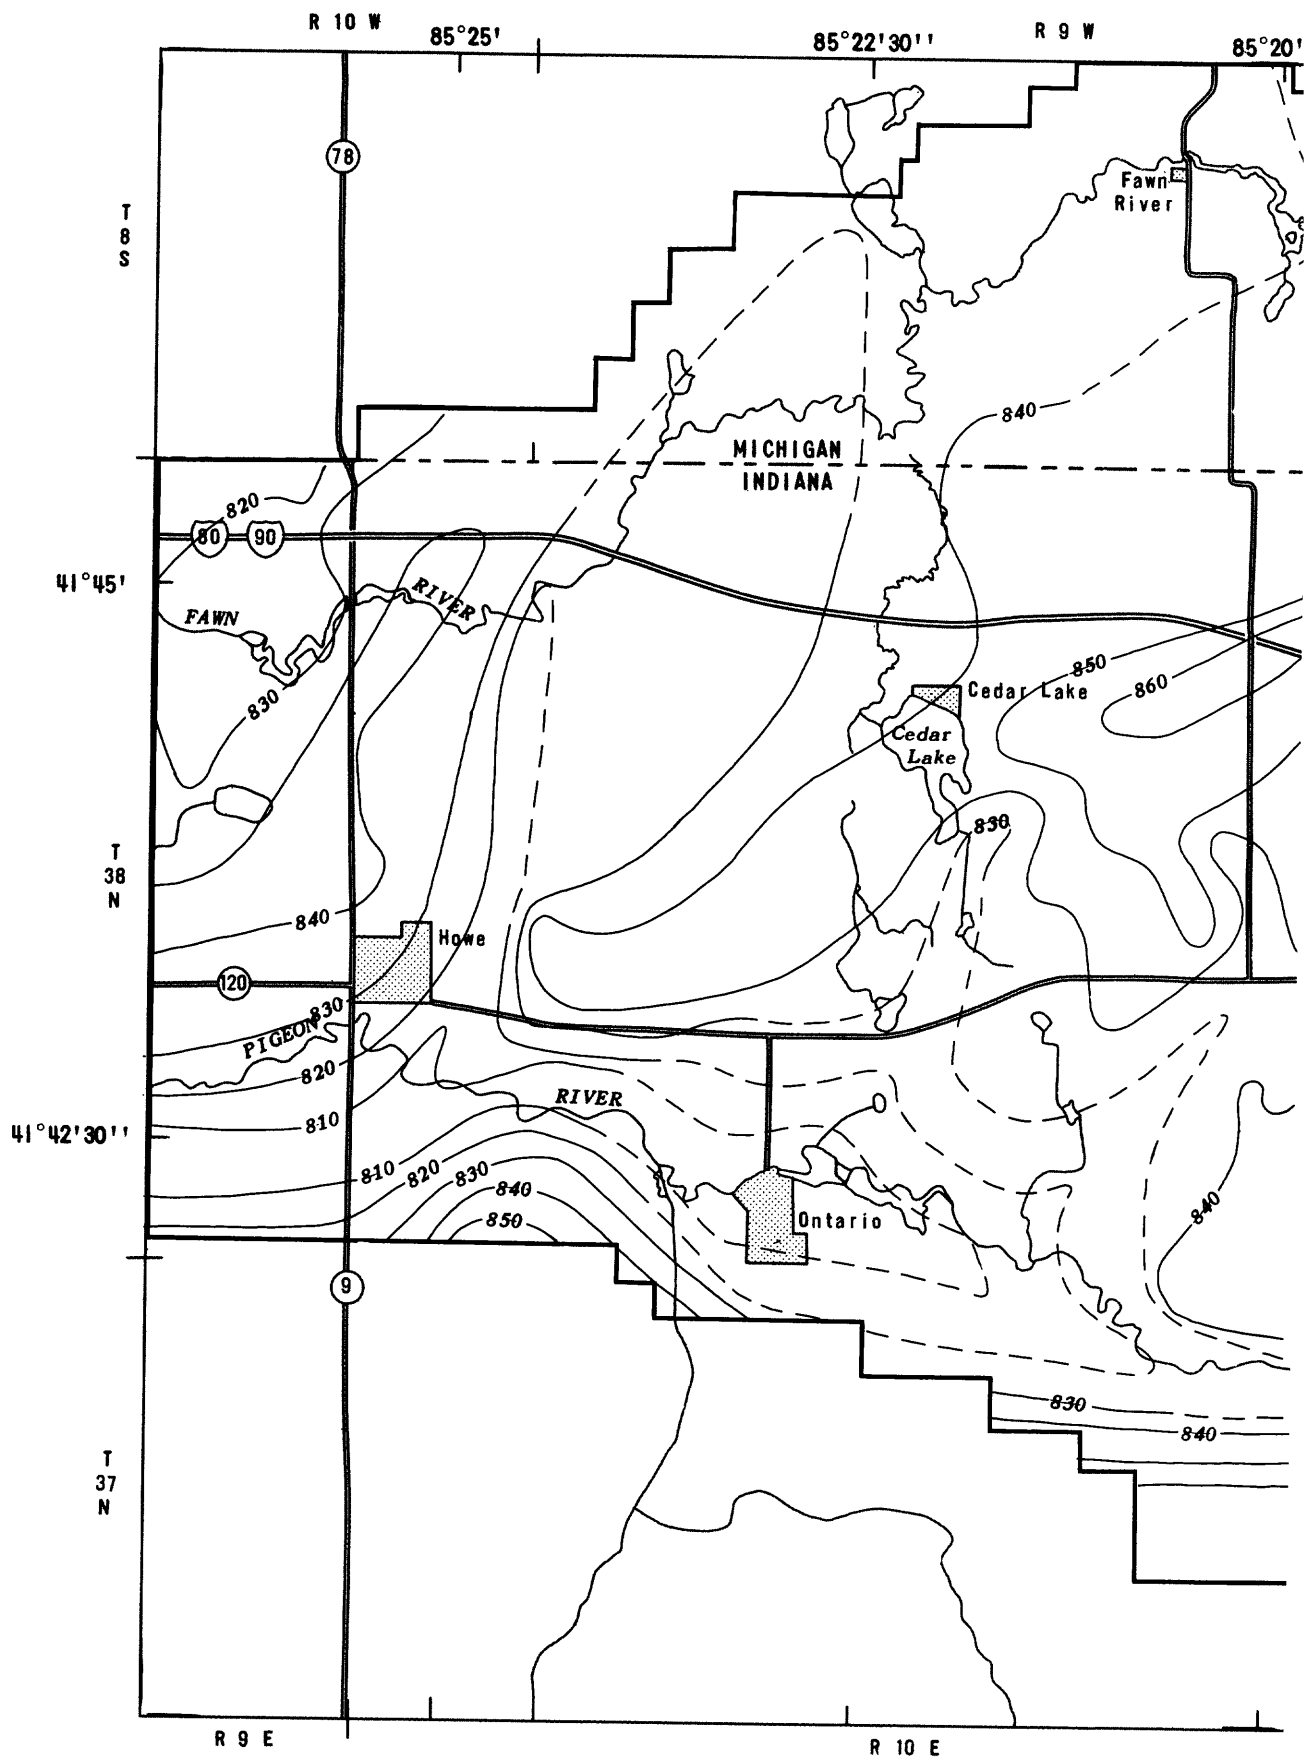 R 10 W
85°25'
85°22'30''
R 9 W
85°20'
78
Fawn
River
T
8
S
840
MICHIGAN
INDIANA
820
80
90
41°45'
FAWN
RIVER
850
860
Cedar Lake
Cedar
Lake
830
830
T
38
N
840
Howe
120
830
PIGEON
820
RIVER
810
41°42'30''
810
820
830
840
850
Ontario
840
9
830
840
T
37
N
R 9 E
R 10 E